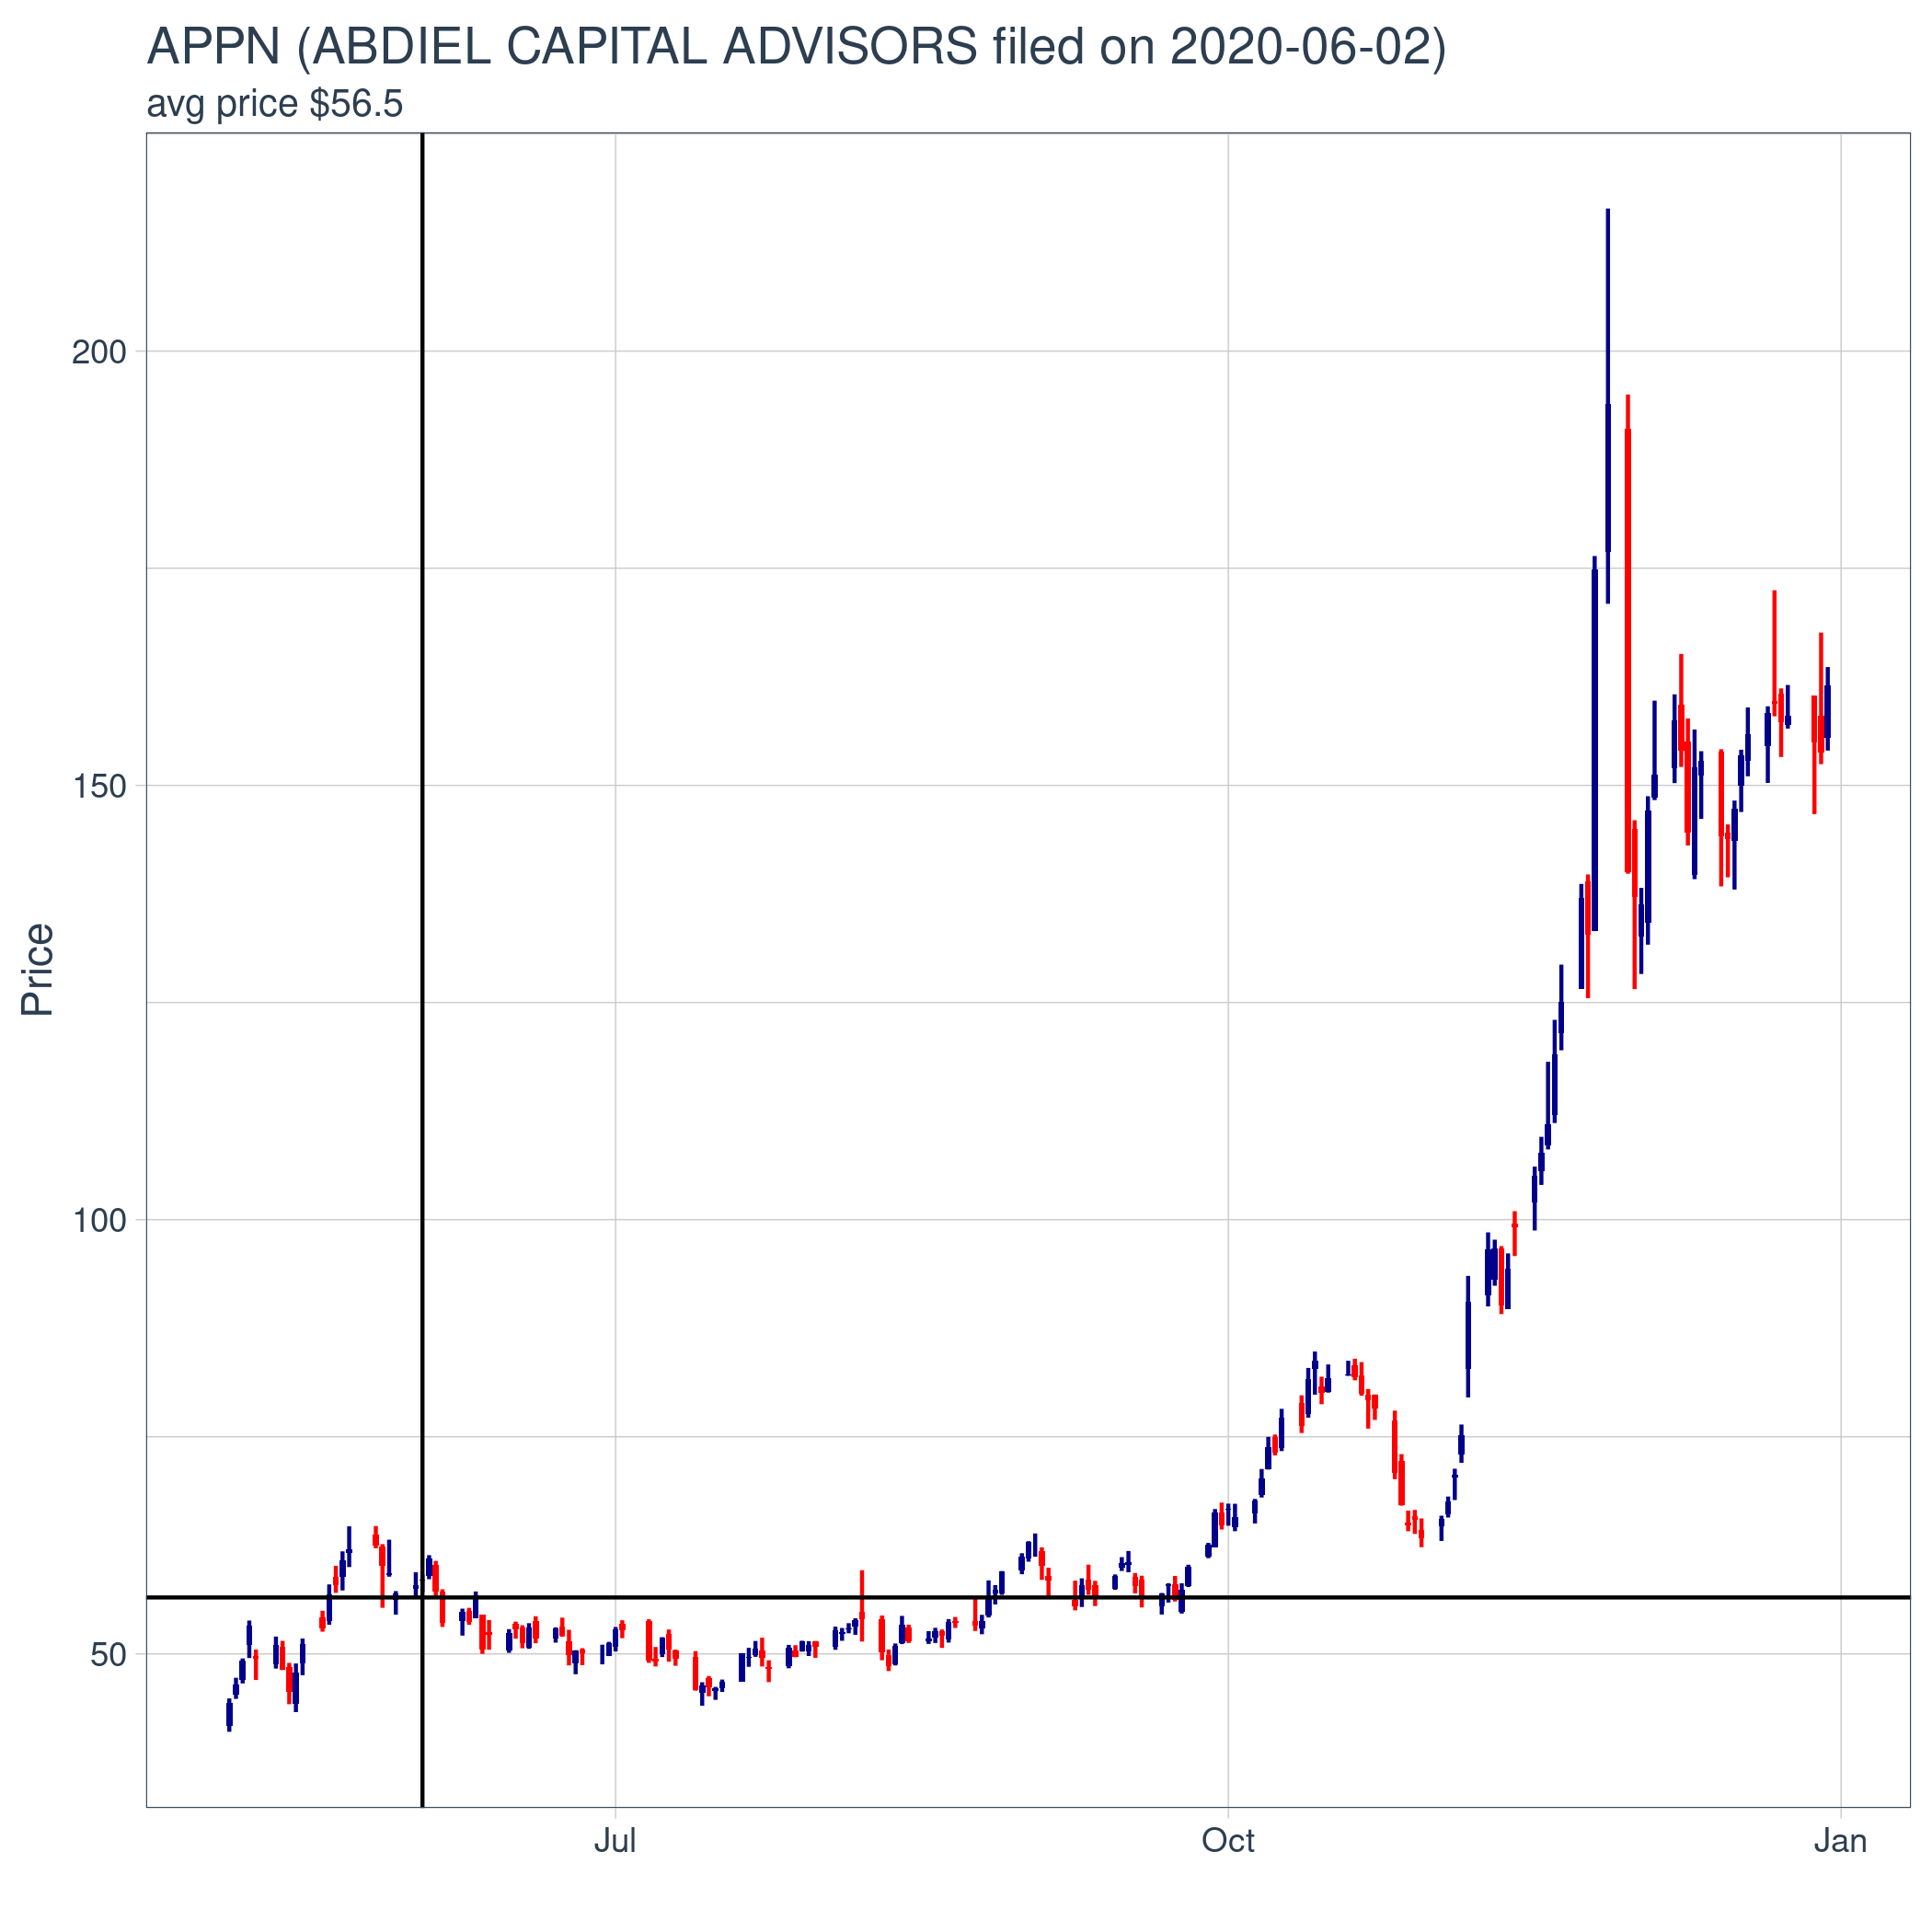 APPN (ABDIEL CAPITAL ADVISORS filed on 2020-06-02)
avg price $56.5
Price
200
150
100
50
Jul Oct Jan